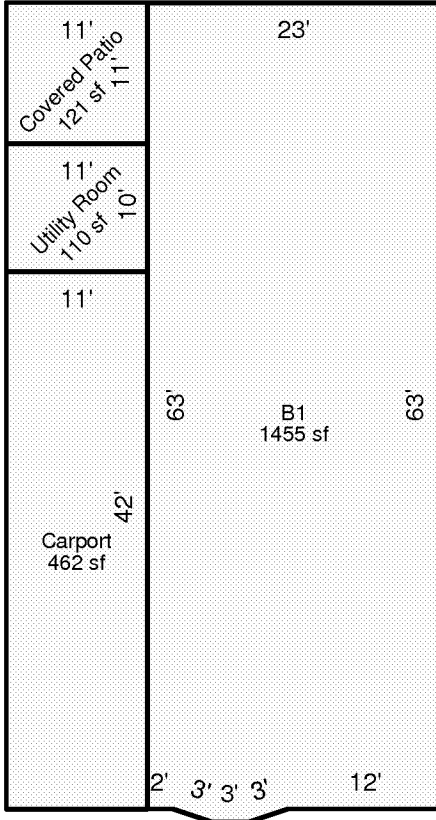 11'
23'
Covered Patio
121 sf
11'
11'
Utility Room
110 sf
10'
11'
63'
B1
1455 sf
63'
42'
Carport
462 sf
2'
3'
3'
3'
12'